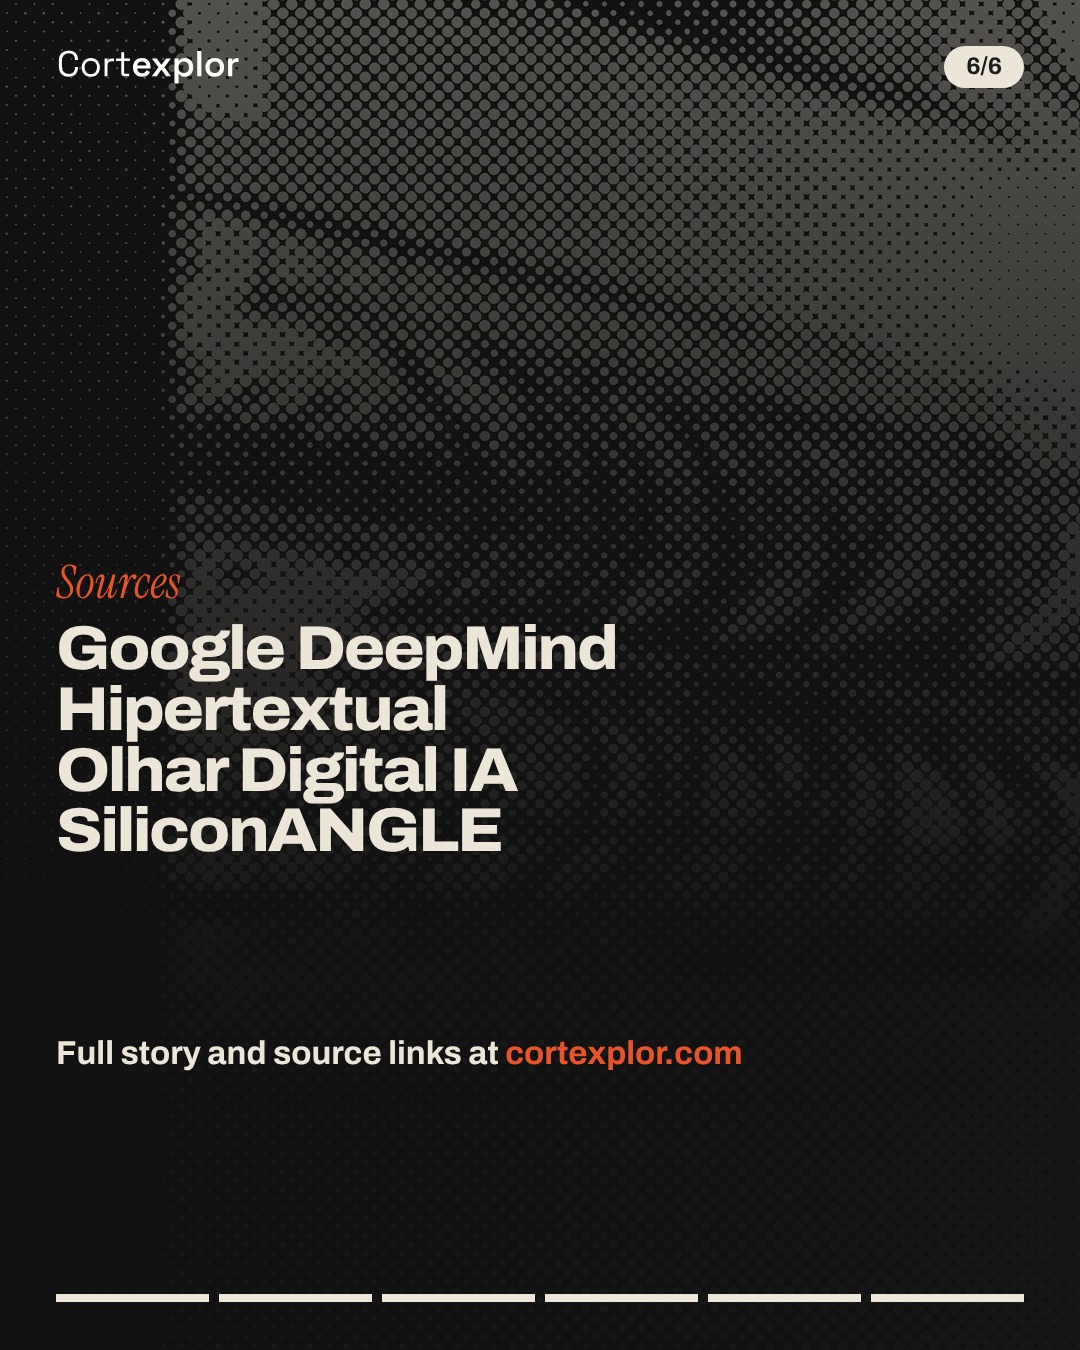 Cortexplor
6/6
Sources
Google DeepMind
Hipertextual
Olhar Digital IA
SiliconANGLE
Full story and source links at cortexplor.com